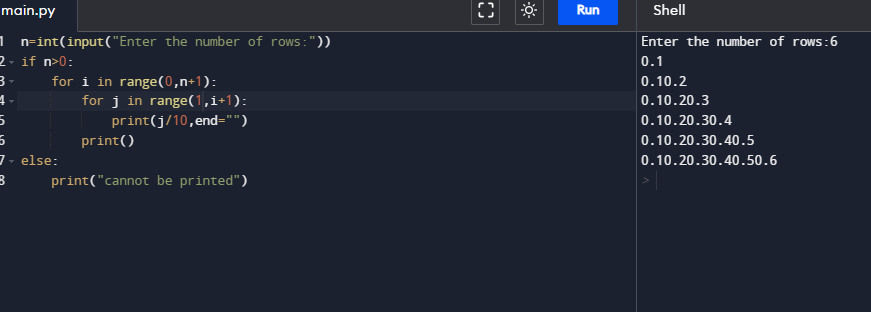 main.py
Run
Shell
1 n=int(input("Enter the number of rows:"))
2 if n>0:
3     for i in range(0,n+1):
4         for j in range(1,i+1):
5             print(j/10,end="")
6         print()
7 else:
8     print("cannot be printed")
Enter the number of rows:6
0.1
0.10.2
0.10.20.3
0.10.20.30.4
0.10.20.30.40.5
0.10.20.30.40.50.6
>